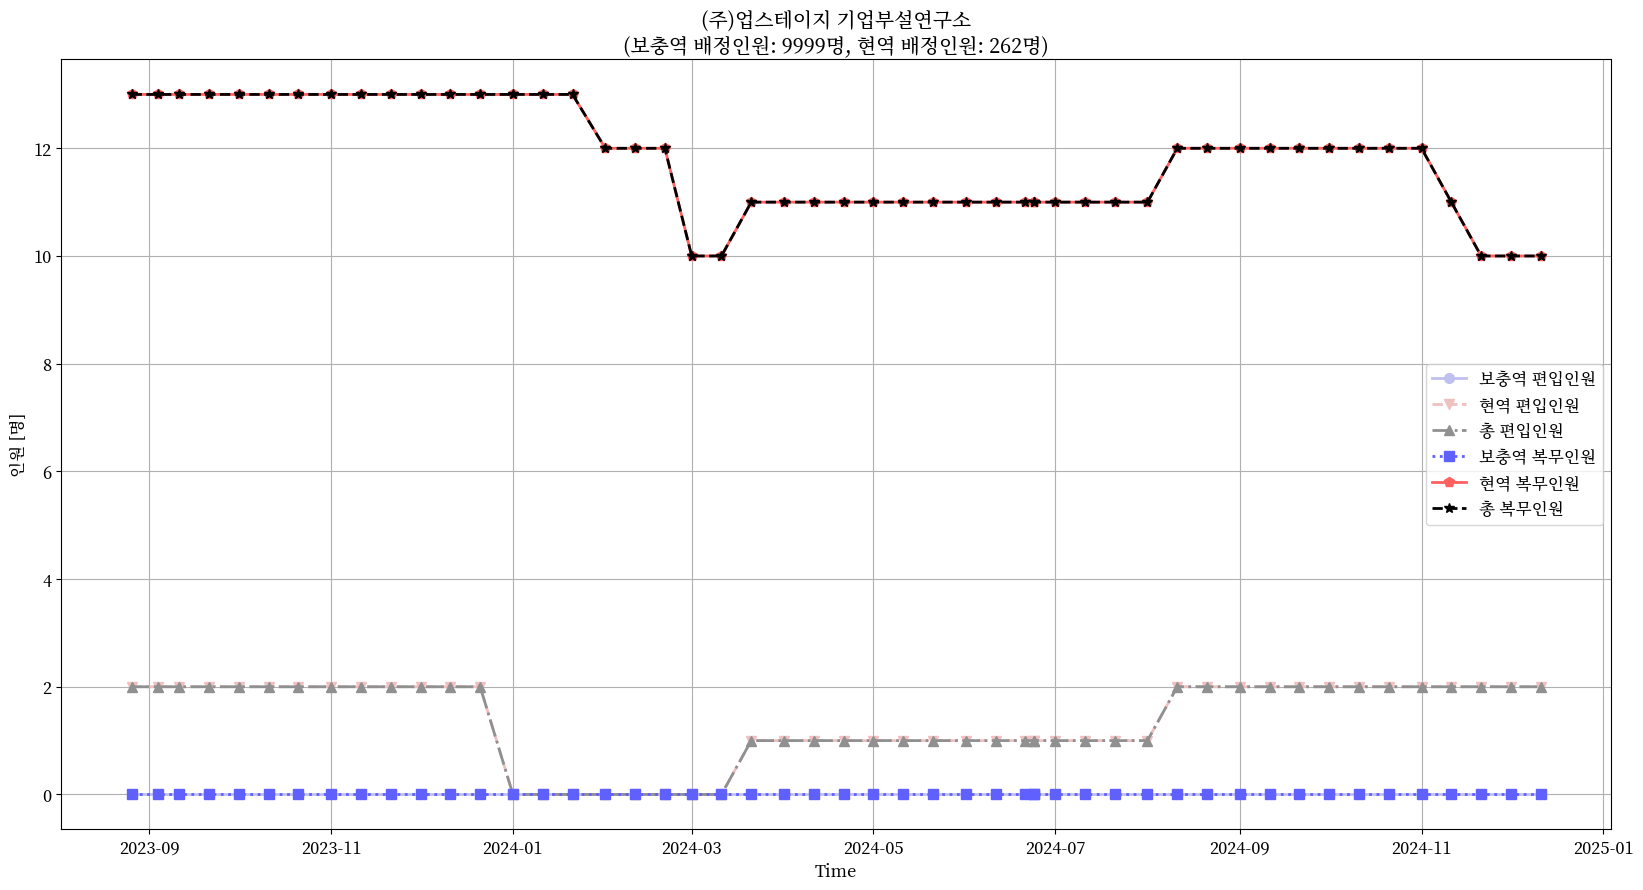 (주)업스테이지 기업부설연구소
(보충역 배정인원: 9999명, 현역 배정인원: 262명)
인원 [명]
12
10
8
6
4
2
0
보충역 편입인원
현역 편입인원
총 편입인원
보충역 복무인원
현역 복무인원
총 복무인원
2023-09 2023-11 2024-01 2024-03 2024-05 2024-07 2024-09 2024-11 2025-01
Time